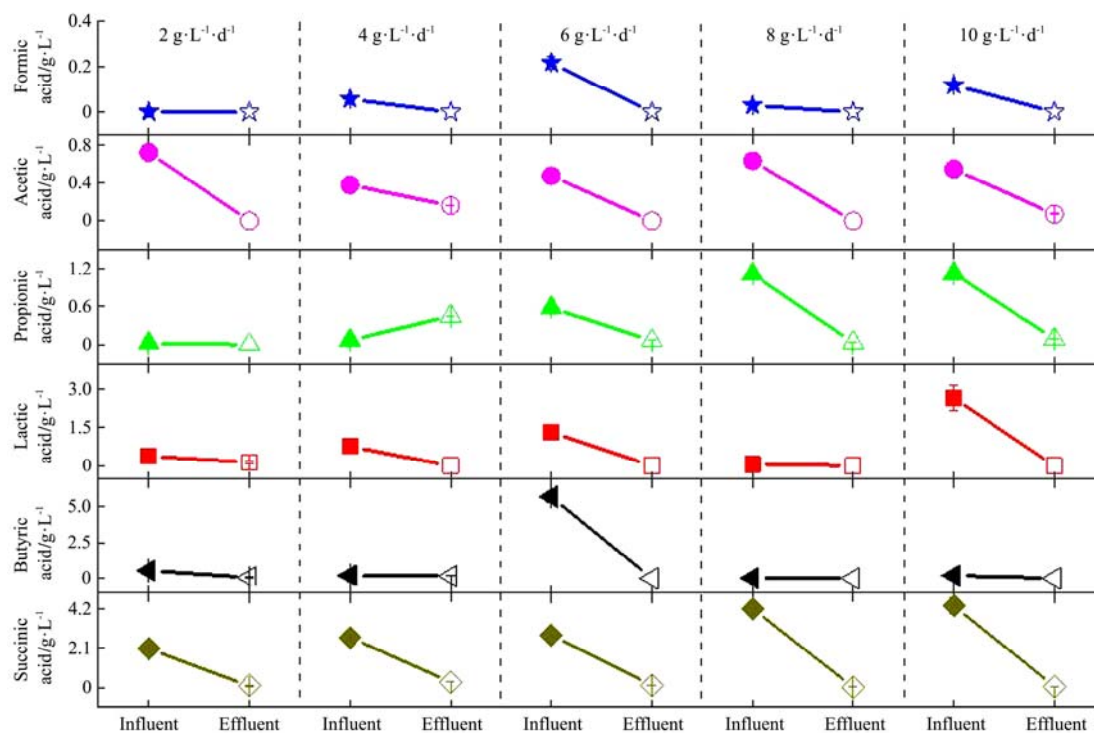 2 g·L⁻¹·d⁻¹ 4 g·L⁻¹·d⁻¹ 6 g·L⁻¹·d⁻¹ 8 g·L⁻¹·d⁻¹ 10 g·L⁻¹·d⁻¹
Formic
acid/g·L⁻¹
0.4
0.2
0
Acetic
acid/g·L⁻¹
0.8
0.4
0
Propionic
acid/g·L⁻¹
1.2
0.6
0
Lactic
acid/g·L⁻¹
3.0
1.5
0
Butyric
acid/g·L⁻¹
5.0
2.5
0
Succinic
acid/g·L⁻¹
4.2
2.1
0
Influent Effluent Influent Effluent Influent Effluent Influent Effluent Influent Effluent